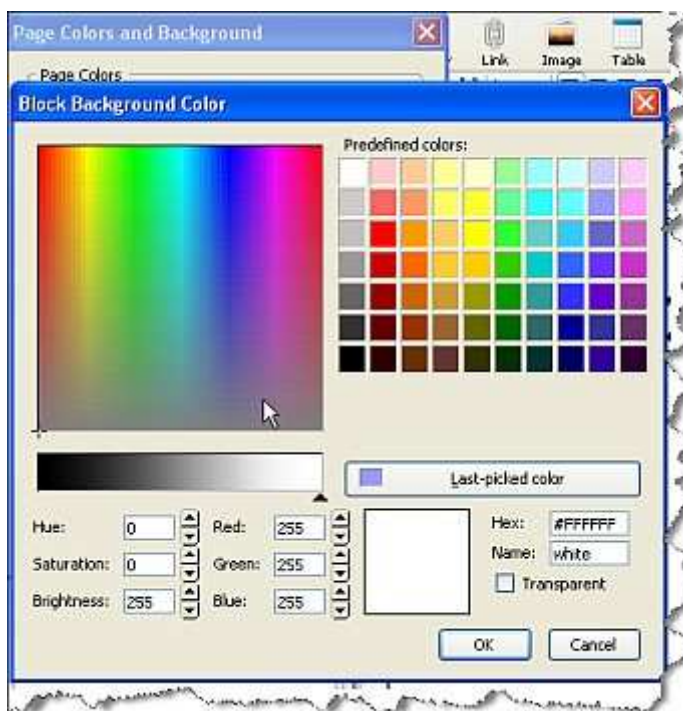 Page Colors and Background
Link Image Table
Page Colors
Block Background Color
Predefined colors:
Last-picked color
Hue: 0 Red: 255 Hex: #FFFFFF
Saturation: 0 Green: 255 Name: white
Transparent
Brightness: 255 Blue: 255
OK Cancel